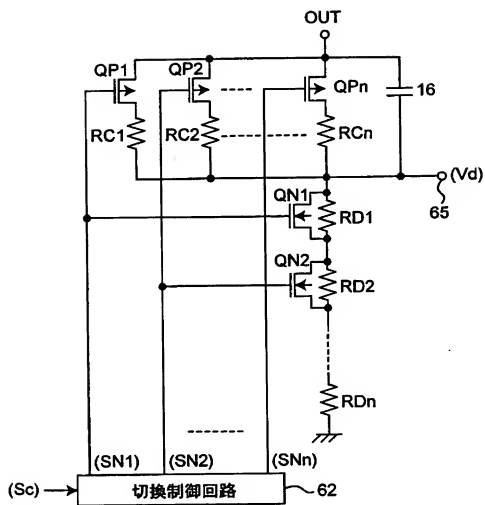 OUT
QP1
QP2
QPn
16
RC1
RC2
RCn
(Vd)
65
QN1
RD1
QN2
RD2
RDn
(SN1)
(SN2)
(SNn)
(Sc)
切換制御回路
62